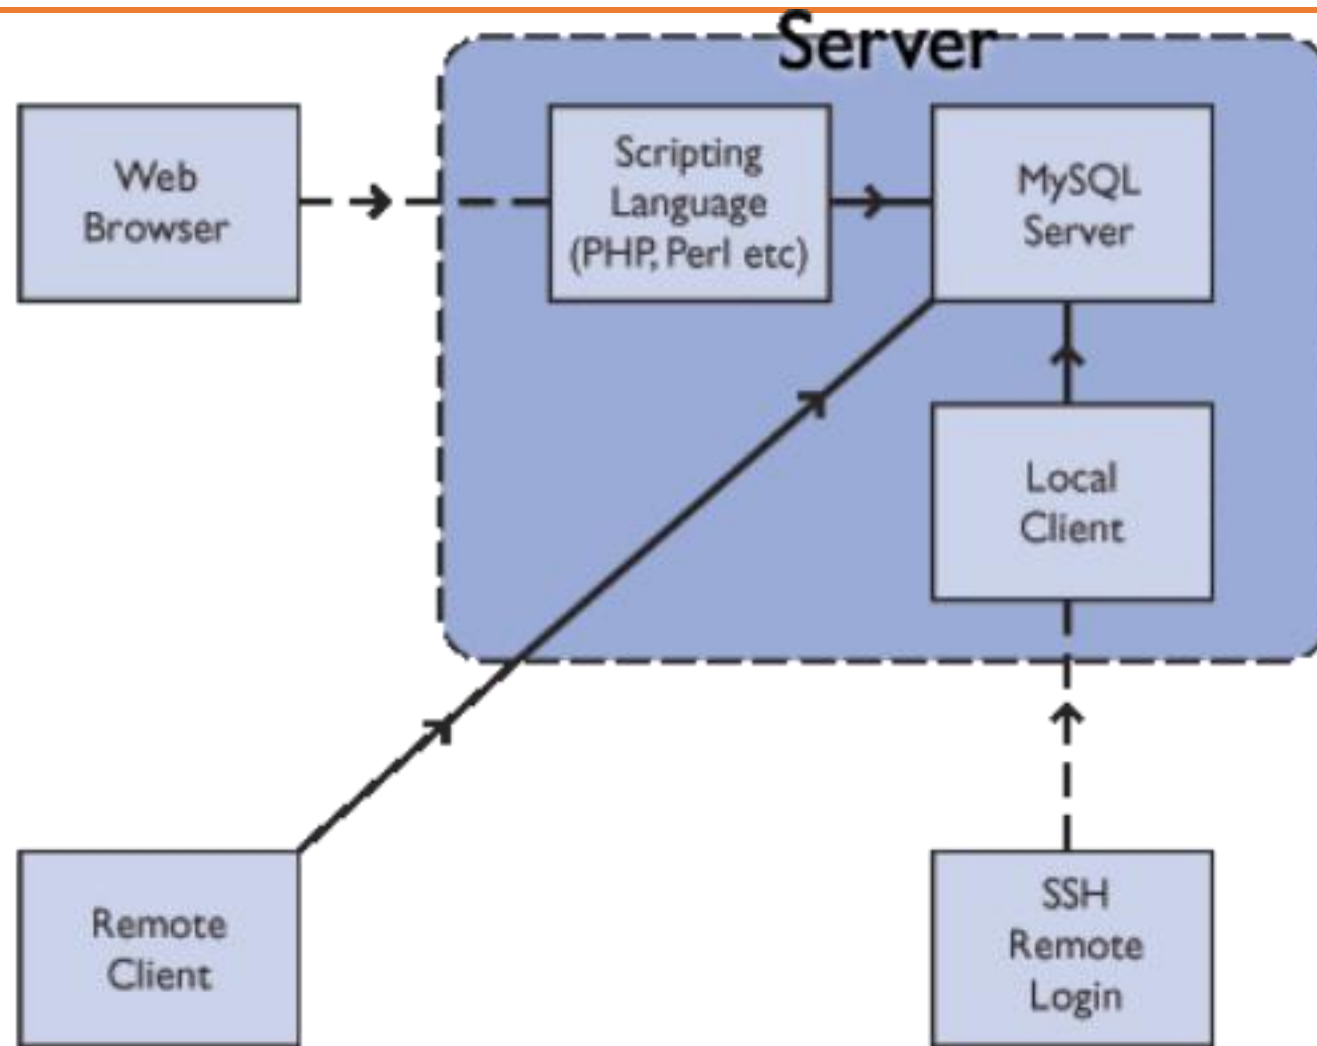 Server
Web
Browser
Scripting
Language
(PHP, Perl etc)
MySQL
Server
Local
Client
Remote
Client
SSH
Remote
Login